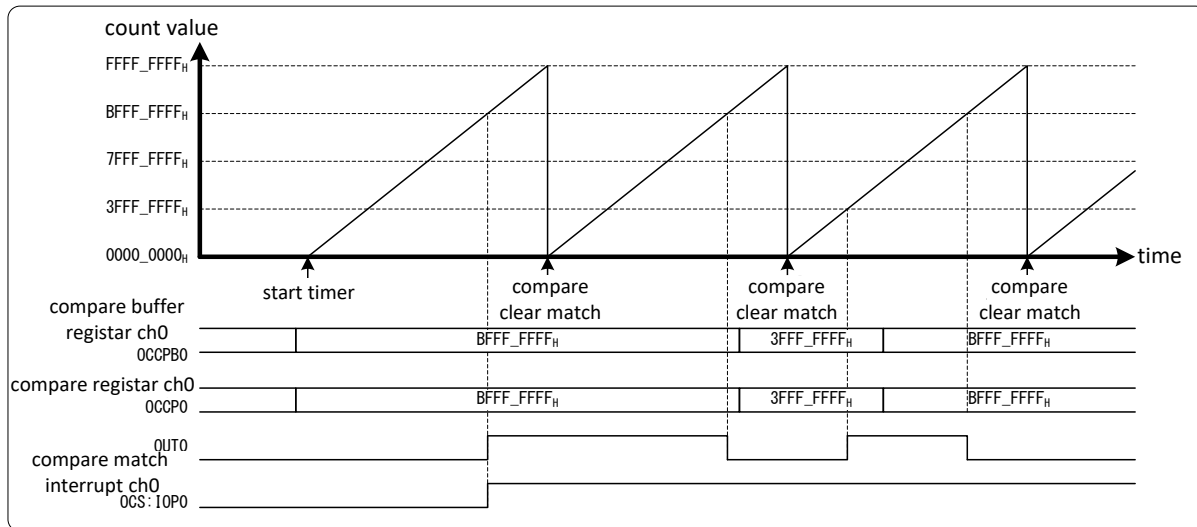 count value
FFFF_FFFFH
BFFF_FFFFH
7FFF_FFFFH
3FFF_FFFFH
0000_0000H
time
start timer
compare
clear match
compare
clear match
compare
clear match
compare buffer
registar ch0
OCCPB0
BFFF_FFFFH
3FFF_FFFFH
BFFF_FFFFH
compare registar ch0
OCCP0
BFFF_FFFFH
3FFF_FFFFH
BFFF_FFFFH
OUT0
compare match
interrupt ch0
OCS:IOP0